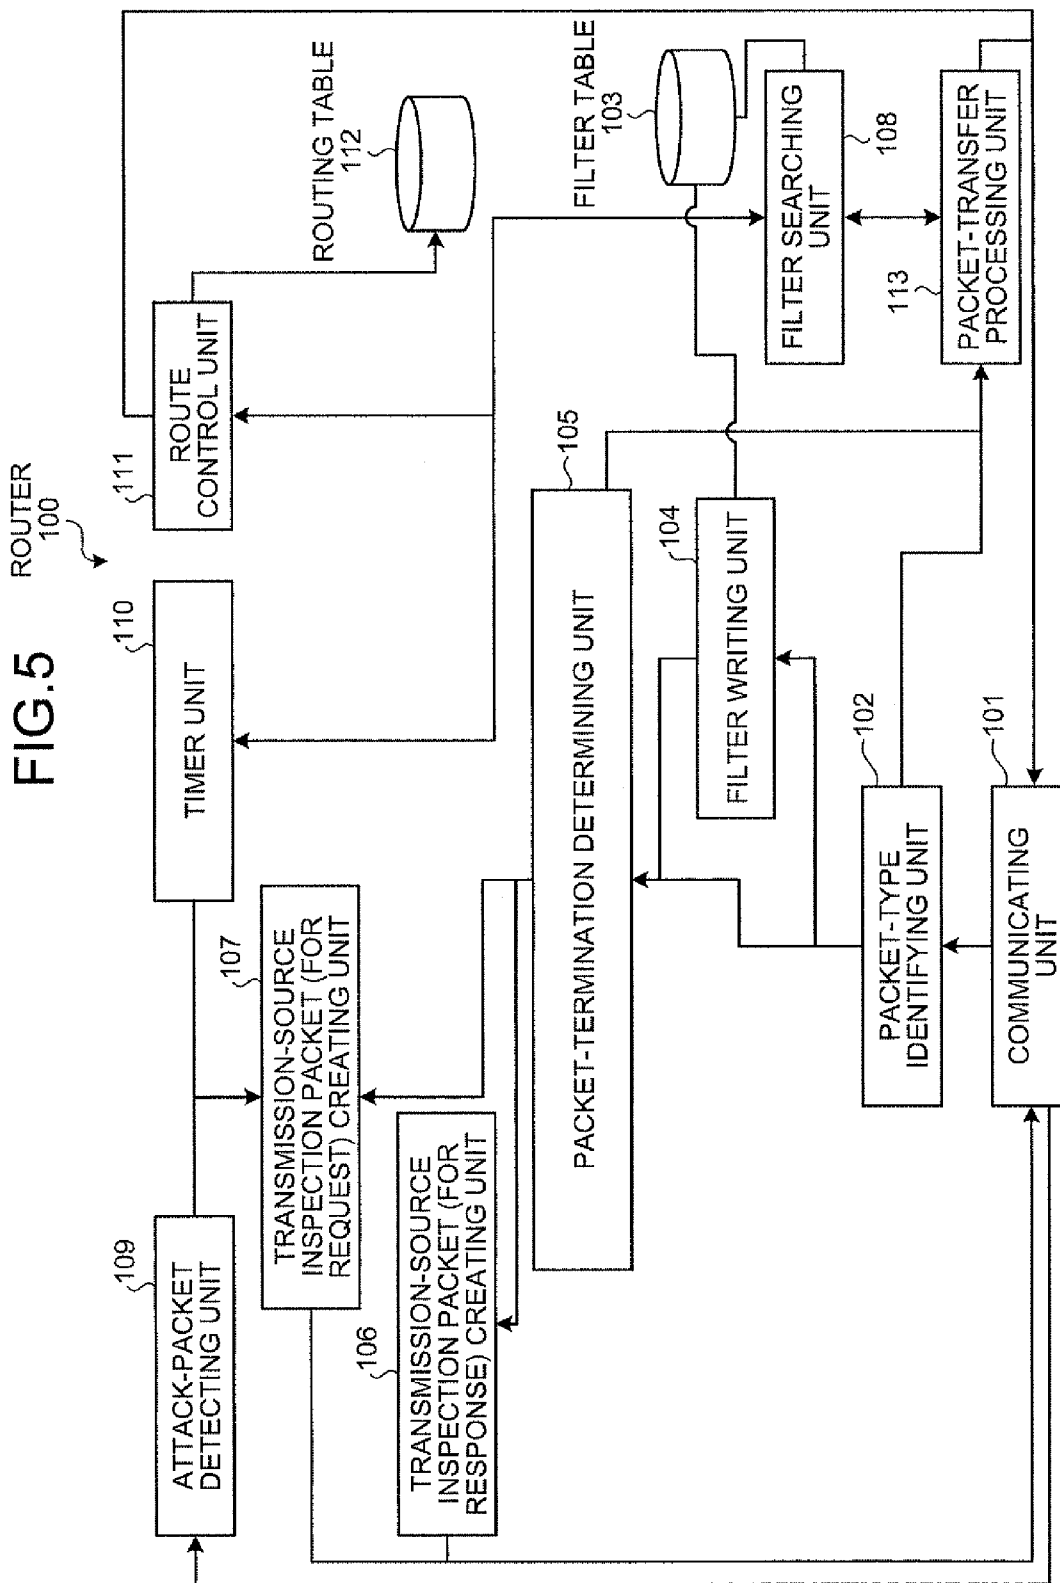 FIG.5
ROUTER
100
109
ATTACK-PACKET
DETECTING UNIT
110
TIMER UNIT
111
ROUTE
CONTROL UNIT
ROUTING TABLE
112
107
TRANSMISSION-SOURCE
INSPECTION PACKET (FOR
REQUEST) CREATING UNIT
106
TRANSMISSION-SOURCE
INSPECTION PACKET (FOR
RESPONSE) CREATING UNIT
105
PACKET-TERMINATION DETERMINING UNIT
FILTER TABLE
103
104
FILTER WRITING UNIT
FILTER SEARCHING
UNIT
108
102
PACKET-TYPE
IDENTIFYING UNIT
113
PACKET-TRANSFER
PROCESSING UNIT
101
COMMUNICATING
UNIT